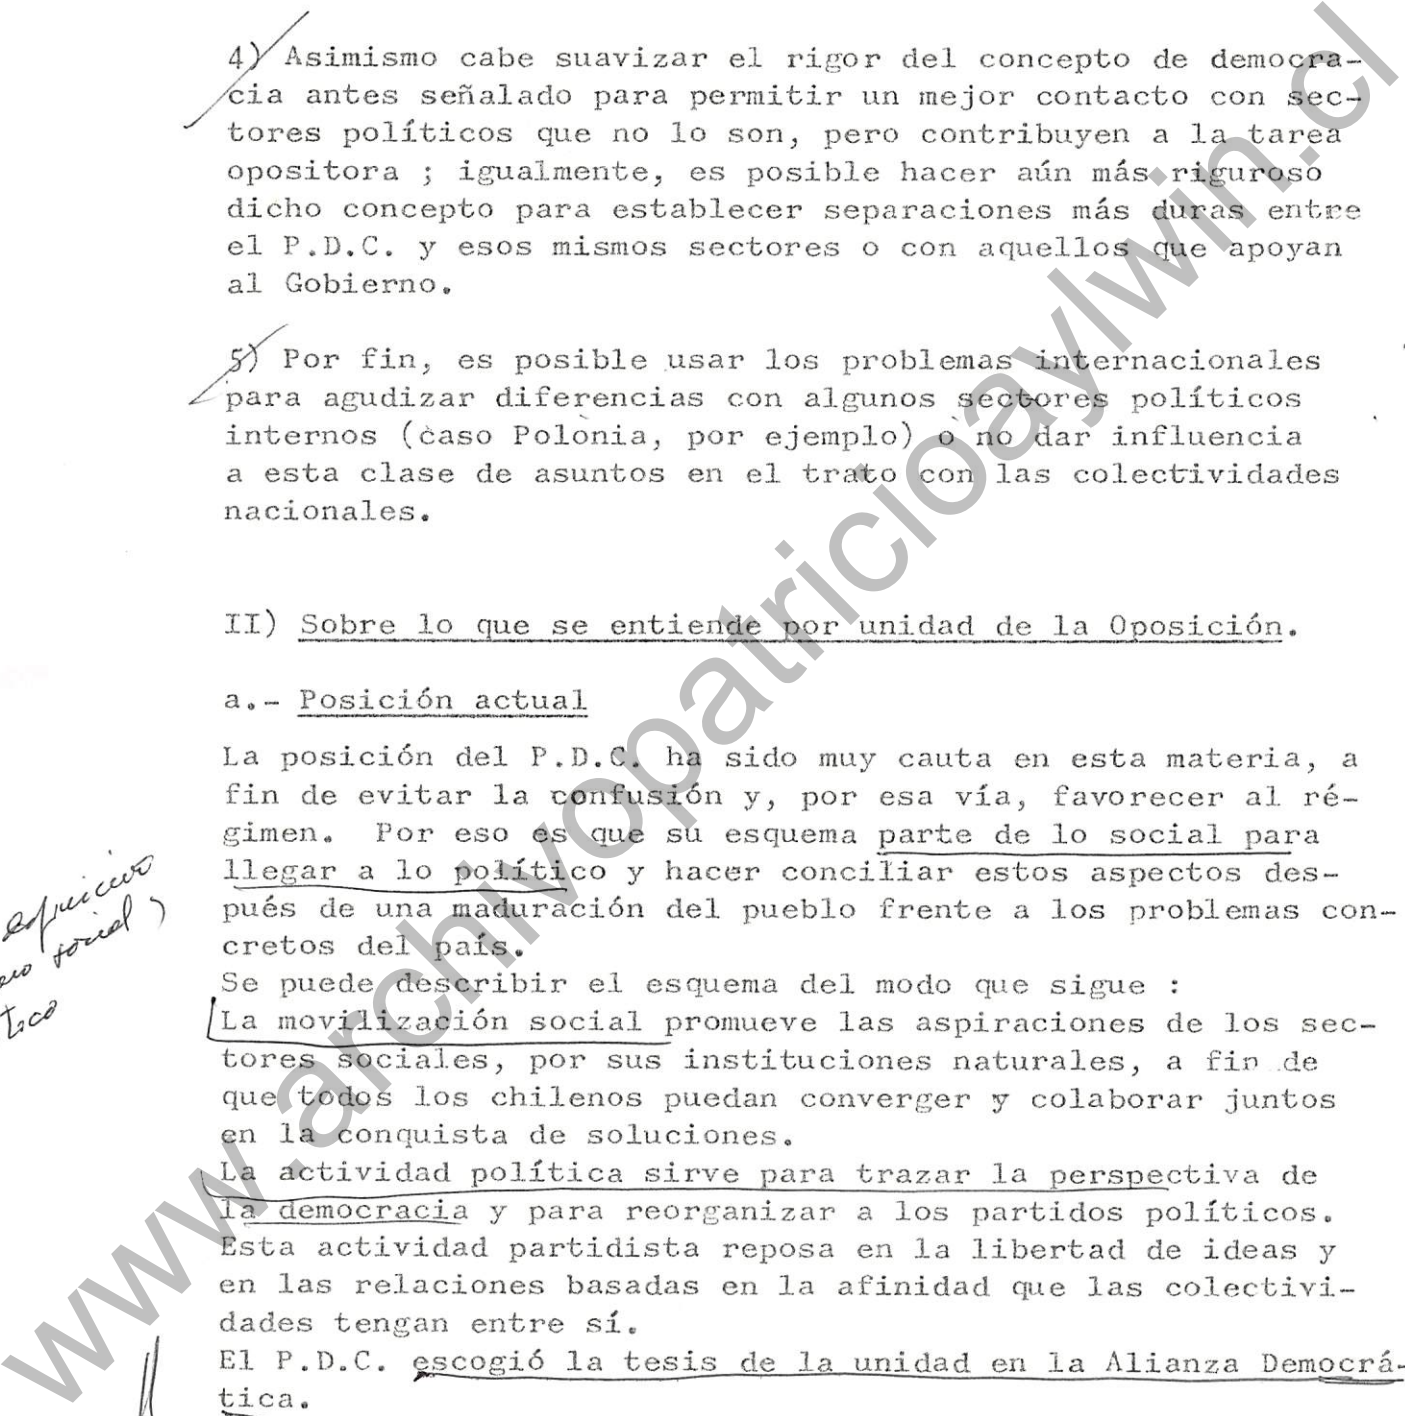 4) Asimismo cabe suavizar el rigor del concepto de democra-
cia antes señalado para permitir un mejor contacto con sec-
tores políticos que no lo son, pero contribuyen a la tarea
opositora ; igualmente, es posible hacer aún más riguroso
dicho concepto para establecer separaciones más duras entre
el P.D.C. y esos mismos sectores o con aquellos que apoyan
al Gobierno.
5) Por fin, es posible usar los problemas internacionales
para agudizar diferencias con algunos sectores políticos
internos (caso Polonia, por ejemplo) o no dar influencia
a esta clase de asuntos en el trato con las colectividades
nacionales.
II) Sobre lo que se entiende por unidad de la Oposición.
a.- Posición actual
La posición del P.D.C. ha sido muy cauta en esta materia, a
fin de evitar la confusión y, por esa vía, favorecer al ré-
gimen. Por eso es que su esquema parte de lo social para
llegar a lo político y hacer conciliar estos aspectos des-
pués de una maduración del pueblo frente a los problemas con-
cretos del país.
Se puede describir el esquema del modo que sigue :
La movilización social promueve las aspiraciones de los sec-
tores sociales, por sus instituciones naturales, a fin de
que todos los chilenos puedan converger y colaborar juntos
en la conquista de soluciones.
La actividad política sirve para trazar la perspectiva de
la democracia y para reorganizar a los partidos políticos.
Esta actividad partidista reposa en la libertad de ideas y
en las relaciones basadas en la afinidad que las colectivi-
dades tengan entre sí.
El P.D.C. escogió la tesis de la unidad en la Alianza Democrá-
tica.
social
www.archivopatricioaylwin.cl